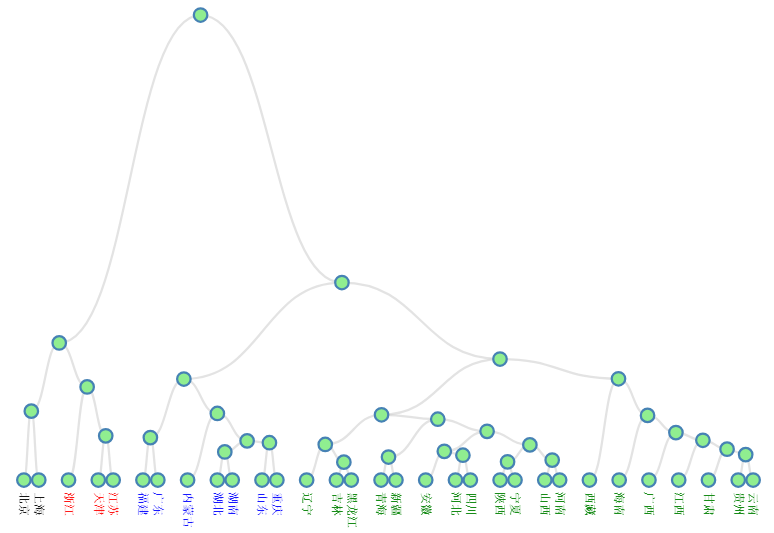 北京
上海
浙江
天津
江苏
福建
广东
内蒙古
湖北
湖南
山东
重庆
辽宁
吉林
黑龙江
青海
新疆
安徽
河北
四川
陕西
宁夏
山西
河南
西藏
海南
广西
江西
甘肃
贵州
云南